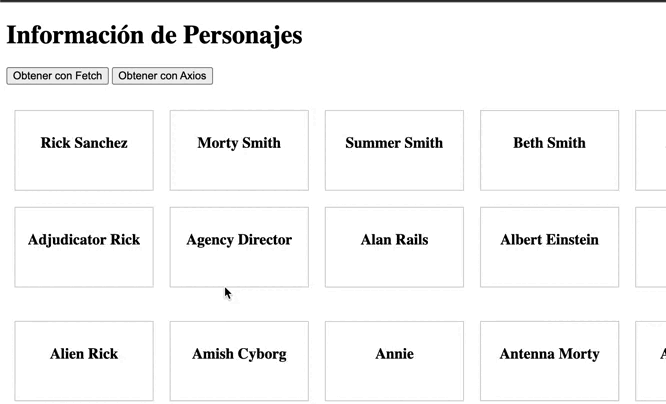 Información de Personajes
Obtener con Fetch Obtener con Axios
Rick Sanchez Morty Smith Summer Smith Beth Smith
Adjudicator Rick Agency Director Alan Rails Albert Einstein
Alien Rick Amish Cyborg Annie Antenna Morty